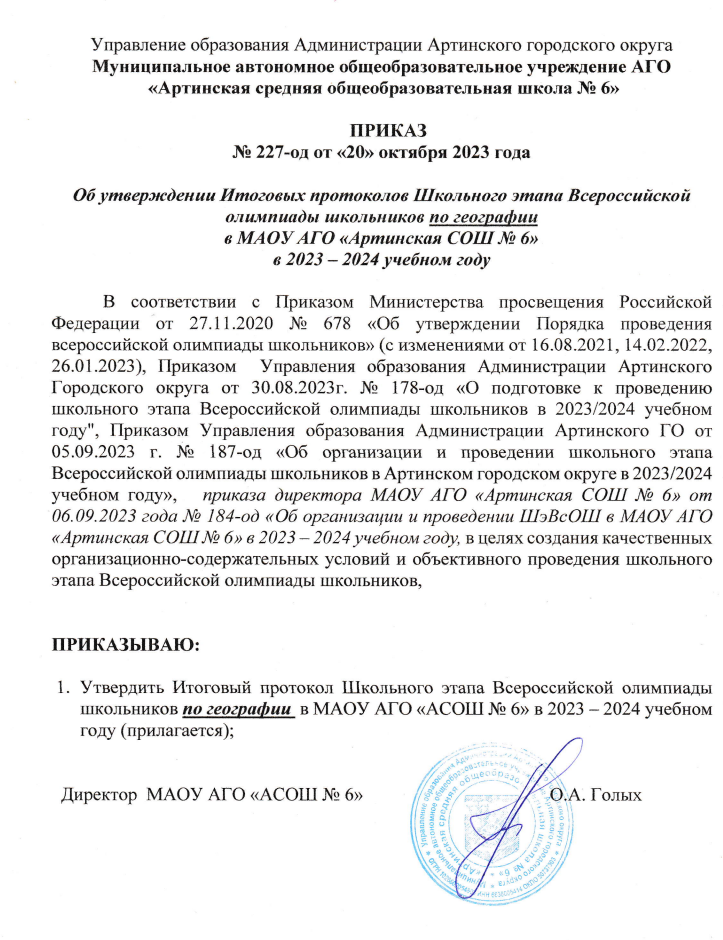 Управление образования Администрации Артинского городского округа
Муниципальное автономное общеобразовательное учреждение АГО
«Артинская средняя общеобразовательная школа № 6»
ПРИКАЗ
№ 227-од от «20» октября 2023 года
Об утверждении Итоговых протоколов Школьного этапа Всероссийской
олимпиады школьников по географии
в МАОУ АГО «Артинская СОШ № 6»
в 2023 – 2024 учебном году
В соответствии с Приказом Министерства просвещения Российской
Федерации от 27.11.2020 № 678 «Об утверждении Порядка проведения
всероссийской олимпиады школьников» (с изменениями от 16.08.2021, 14.02.2022,
26.01.2023), Приказом Управления образования Администрации Артинского
Городского округа от 30.08.2023г. № 178-од «О подготовке к проведению
школьного этапа Всероссийской олимпиады школьников в 2023/2024 учебном
году", Приказом Управления образования Администрации Артинского ГО от
05.09.2023 г. № 187-од «Об организации и проведении школьного этапа
Всероссийской олимпиады школьников в Артинском городском округе в 2023/2024
учебном году», приказа директора МАОУ АГО «Артинская СОШ № 6» от
06.09.2023 года № 184-од «Об организации и проведении ШэВсОШ в МАОУ АГО
«Артинская СОШ № 6» в 2023 – 2024 учебном году, в целях создания качественных
организационно-содержательных условий и объективного проведения школьного
этапа Всероссийской олимпиады школьников,
ПРИКАЗЫВАЮ:
1. Утвердить Итоговый протокол Школьного этапа Всероссийской олимпиады
школьников по географии в МАОУ АГО «АСОШ № 6» в 2023 – 2024 учебном
году (прилагается);
Директор МАОУ АГО «АСОШ № 6» О.А. Голых